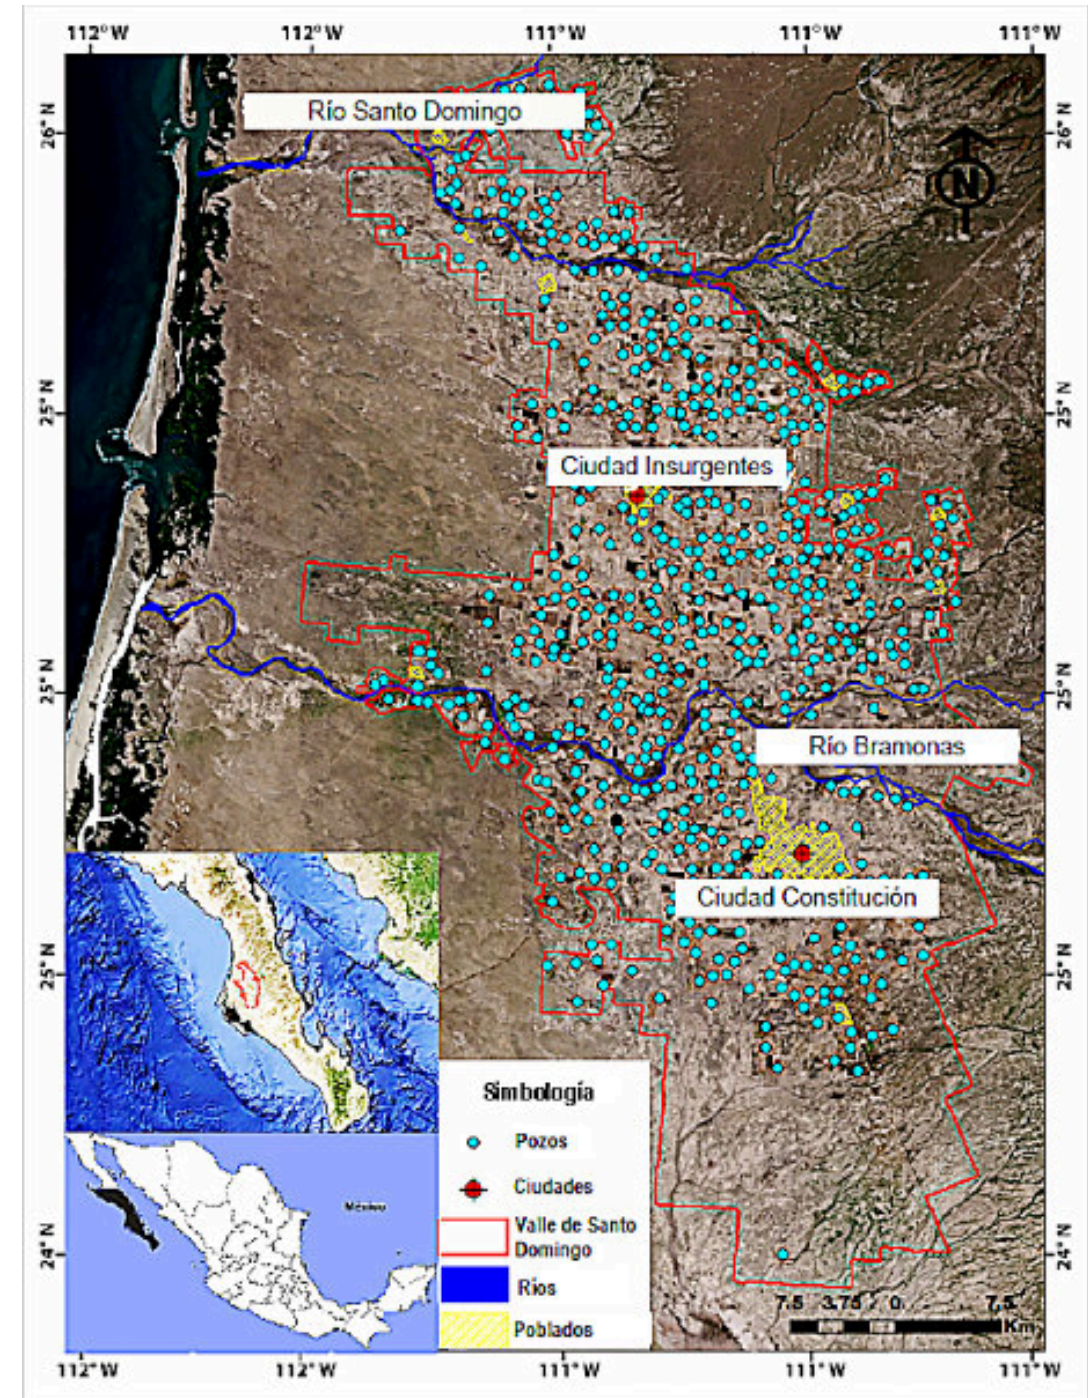 112°W 112°W 111°W 111°W 111°W
26° N 26° N
Río Santo Domingo
N
25° N 25° N
Ciudad Insurgentes
25° N 25° N
Río Bramonas
Ciudad Constitución
25° N 25° N
Simbología
Pozos
Ciudades
Valle de Santo
Domingo
Ríos
Poblados
México
24° N 24° N
7.5 3.75 0 7.5
Km
112°W 112°W 111°W 111°W 111°W